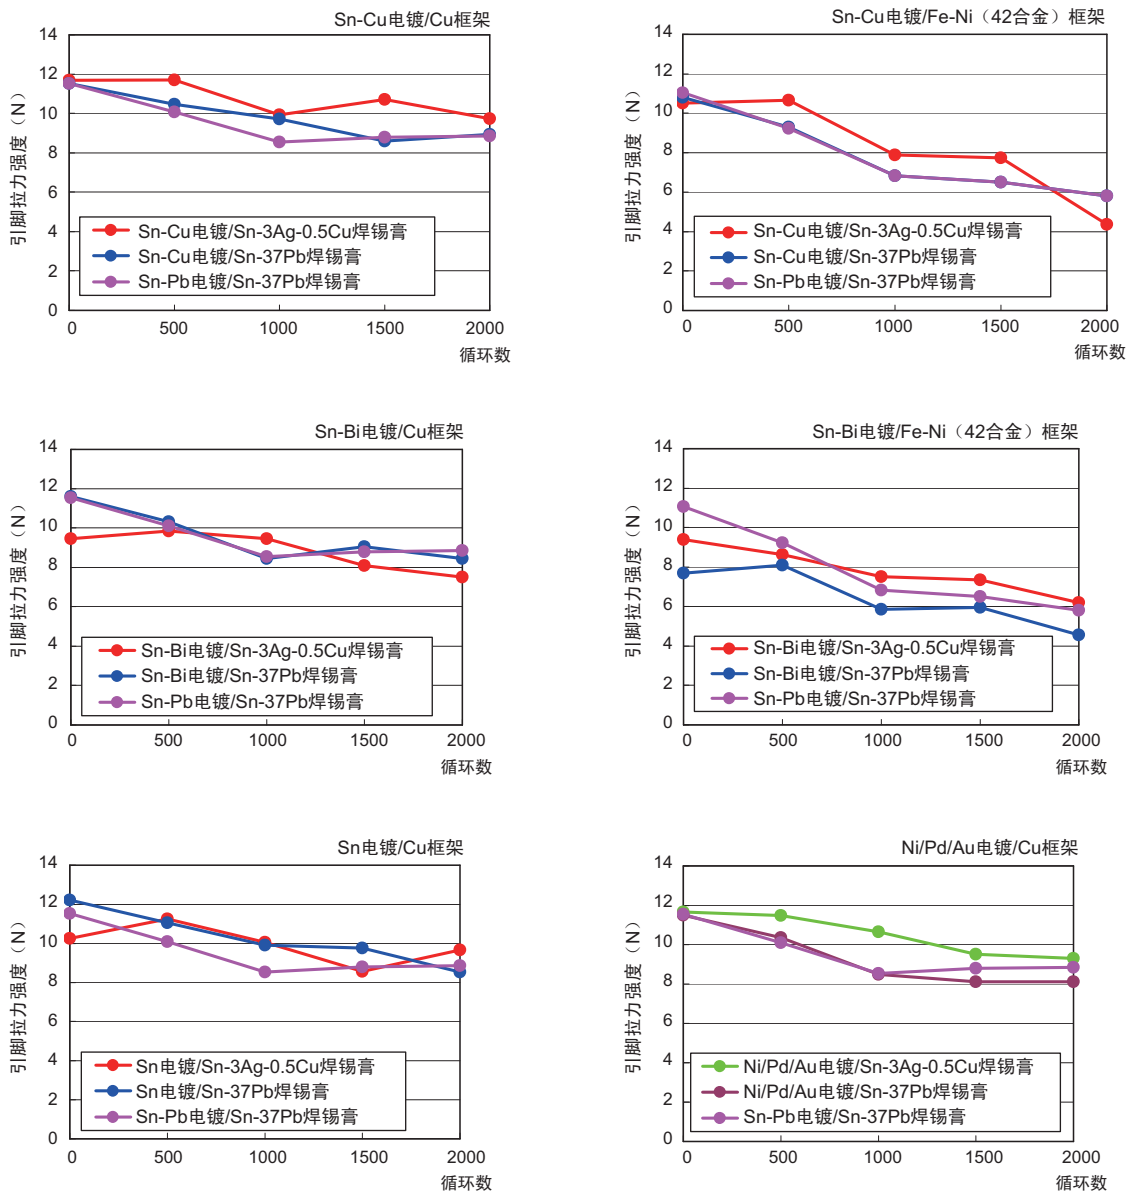 Sn-Cu电镀/Cu框架
14
12
10
8
6
4
2
0
引脚拉力强度（N）
Sn-Cu电镀/Sn-3Ag-0.5Cu焊锡膏
Sn-Cu电镀/Sn-37Pb焊锡膏
Sn-Pb电镀/Sn-37Pb焊锡膏
0 500 1000 1500 2000
循环数
Sn-Cu电镀/Fe-Ni（42合金）框架
14
12
10
8
6
4
2
0
引脚拉力强度（N）
Sn-Cu电镀/Sn-3Ag-0.5Cu焊锡膏
Sn-Cu电镀/Sn-37Pb焊锡膏
Sn-Pb电镀/Sn-37Pb焊锡膏
0 500 1000 1500 2000
循环数
Sn-Bi电镀/Cu框架
14
12
10
8
6
4
2
0
引脚拉力强度（N）
Sn-Bi电镀/Sn-3Ag-0.5Cu焊锡膏
Sn-Bi电镀/Sn-37Pb焊锡膏
Sn-Pb电镀/Sn-37Pb焊锡膏
0 500 1000 1500 2000
循环数
Sn-Bi电镀/Fe-Ni（42合金）框架
14
12
10
8
6
4
2
0
引脚拉力强度（N）
Sn-Bi电镀/Sn-3Ag-0.5Cu焊锡膏
Sn-Bi电镀/Sn-37Pb焊锡膏
Sn-Pb电镀/Sn-37Pb焊锡膏
0 500 1000 1500 2000
循环数
Sn电镀/Cu框架
14
12
10
8
6
4
2
0
引脚拉力强度（N）
Sn电镀/Sn-3Ag-0.5Cu焊锡膏
Sn电镀/Sn-37Pb焊锡膏
Sn-Pb电镀/Sn-37Pb焊锡膏
0 500 1000 1500 2000
循环数
Ni/Pd/Au电镀/Cu框架
14
12
10
8
6
4
2
0
引脚拉力强度（N）
Ni/Pd/Au电镀/Sn-3Ag-0.5Cu焊锡膏
Ni/Pd/Au电镀/Sn-37Pb焊锡膏
Sn-Pb电镀/Sn-37Pb焊锡膏
0 500 1000 1500 2000
循环数